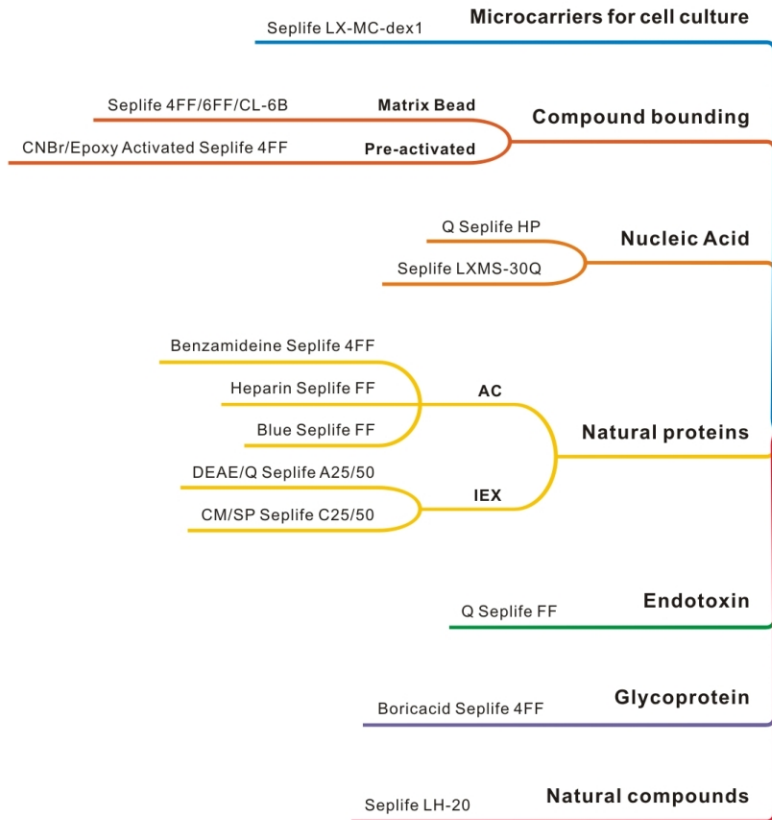 Microcarriers for cell culture
Seplife LX-MC-dex1
Compound bounding
Matrix Bead
Seplife 4FF/6FF/CL-6B
Pre-activated
CNBr/Epoxy Activated Seplife 4FF
Nucleic Acid
Q Seplife HP
Seplife LXMS-30Q
Natural proteins
AC
Benzamideine Seplife 4FF
Heparin Seplife FF
Blue Seplife FF
IEX
DEAE/Q Seplife A25/50
CM/SP Seplife C25/50
Endotoxin
Q Seplife FF
Glycoprotein
Boricacid Seplife 4FF
Natural compounds
Seplife LH-20